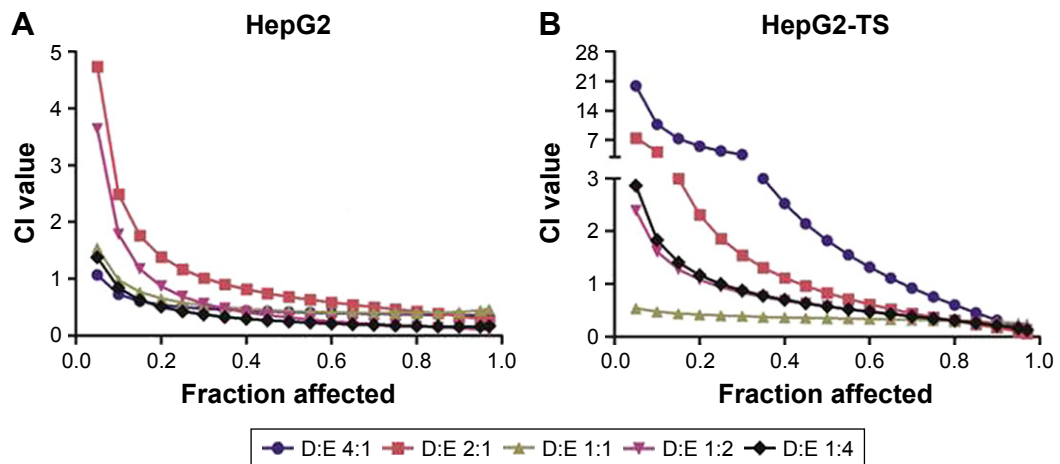 A
HepG2
CI value
5
4
3
2
1
0
0.0
0.2
0.4
0.6
0.8
1.0
Fraction affected
B
HepG2-TS
CI value
28
21
14
7
3
2
1
0
0.0
0.2
0.4
0.6
0.8
1.0
Fraction affected
D:E 4:1
D:E 2:1
D:E 1:1
D:E 1:2
D:E 1:4